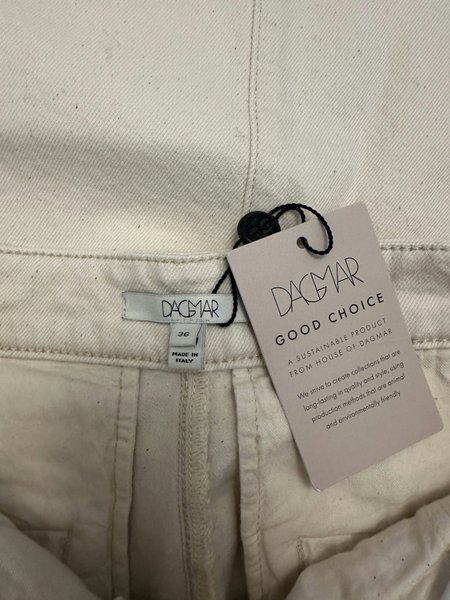 DAGMAR
36
MADE IN
ITALY
DAGMAR
GOOD CHOICE
A SUSTAINABLE PRODUCT
FROM HOUSE OF DAGMAR
We strive to create collections that are
long-lasting in quality and style, using
production methods that are animal
and environmentally friendly